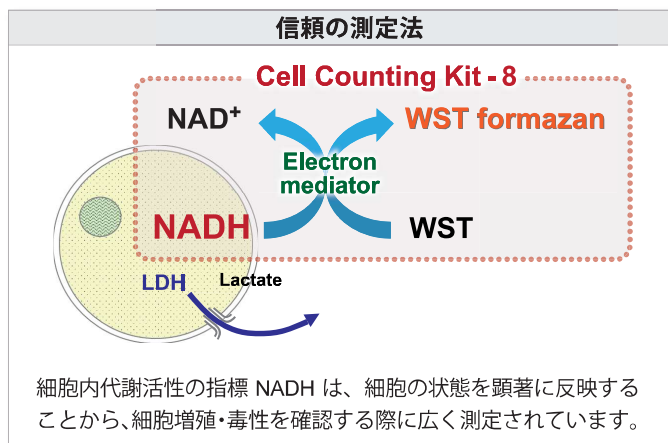 信頼の測定法
Cell Counting Kit - 8
NAD⁺
WST formazan
Electron
mediator
NADH
WST
LDH
Lactate
細胞内代謝活性の指標 NADH は、細胞の状態を顕著に反映する
ことから、細胞増殖・毒性を確認する際に広く測定されています。